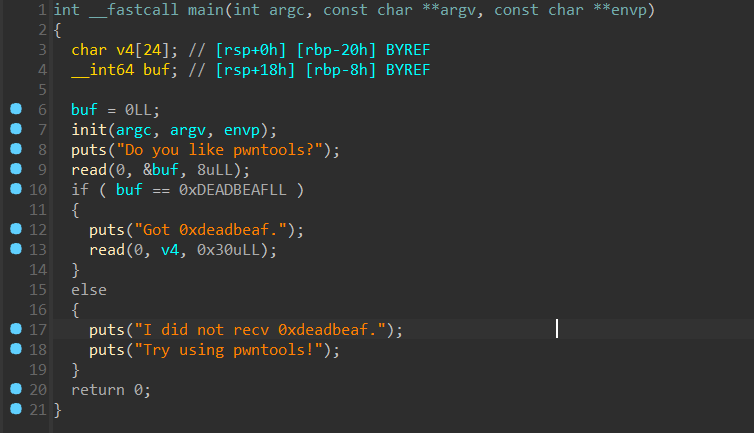 1 int __fastcall main(int argc, const char **argv, const char **envp)
2 {
3 char v4[24]; // [rsp+0h] [rbp-20h] BYREF
4 __int64 buf; // [rsp+18h] [rbp-8h] BYREF
5
6 buf = 0LL;
7 init(argc, argv, envp);
8 puts("Do you like pwntools?");
9 read(0, &buf, 8uLL);
10 if ( buf == 0xDEADBEAFLL )
11 {
12 puts("Got 0xdeadbeaf.");
13 read(0, v4, 0x30uLL);
14 }
15 else
16 {
17 puts("I did not recv 0xdeadbeaf.");
18 puts("Try using pwntools!");
19 }
20 return 0;
21 }